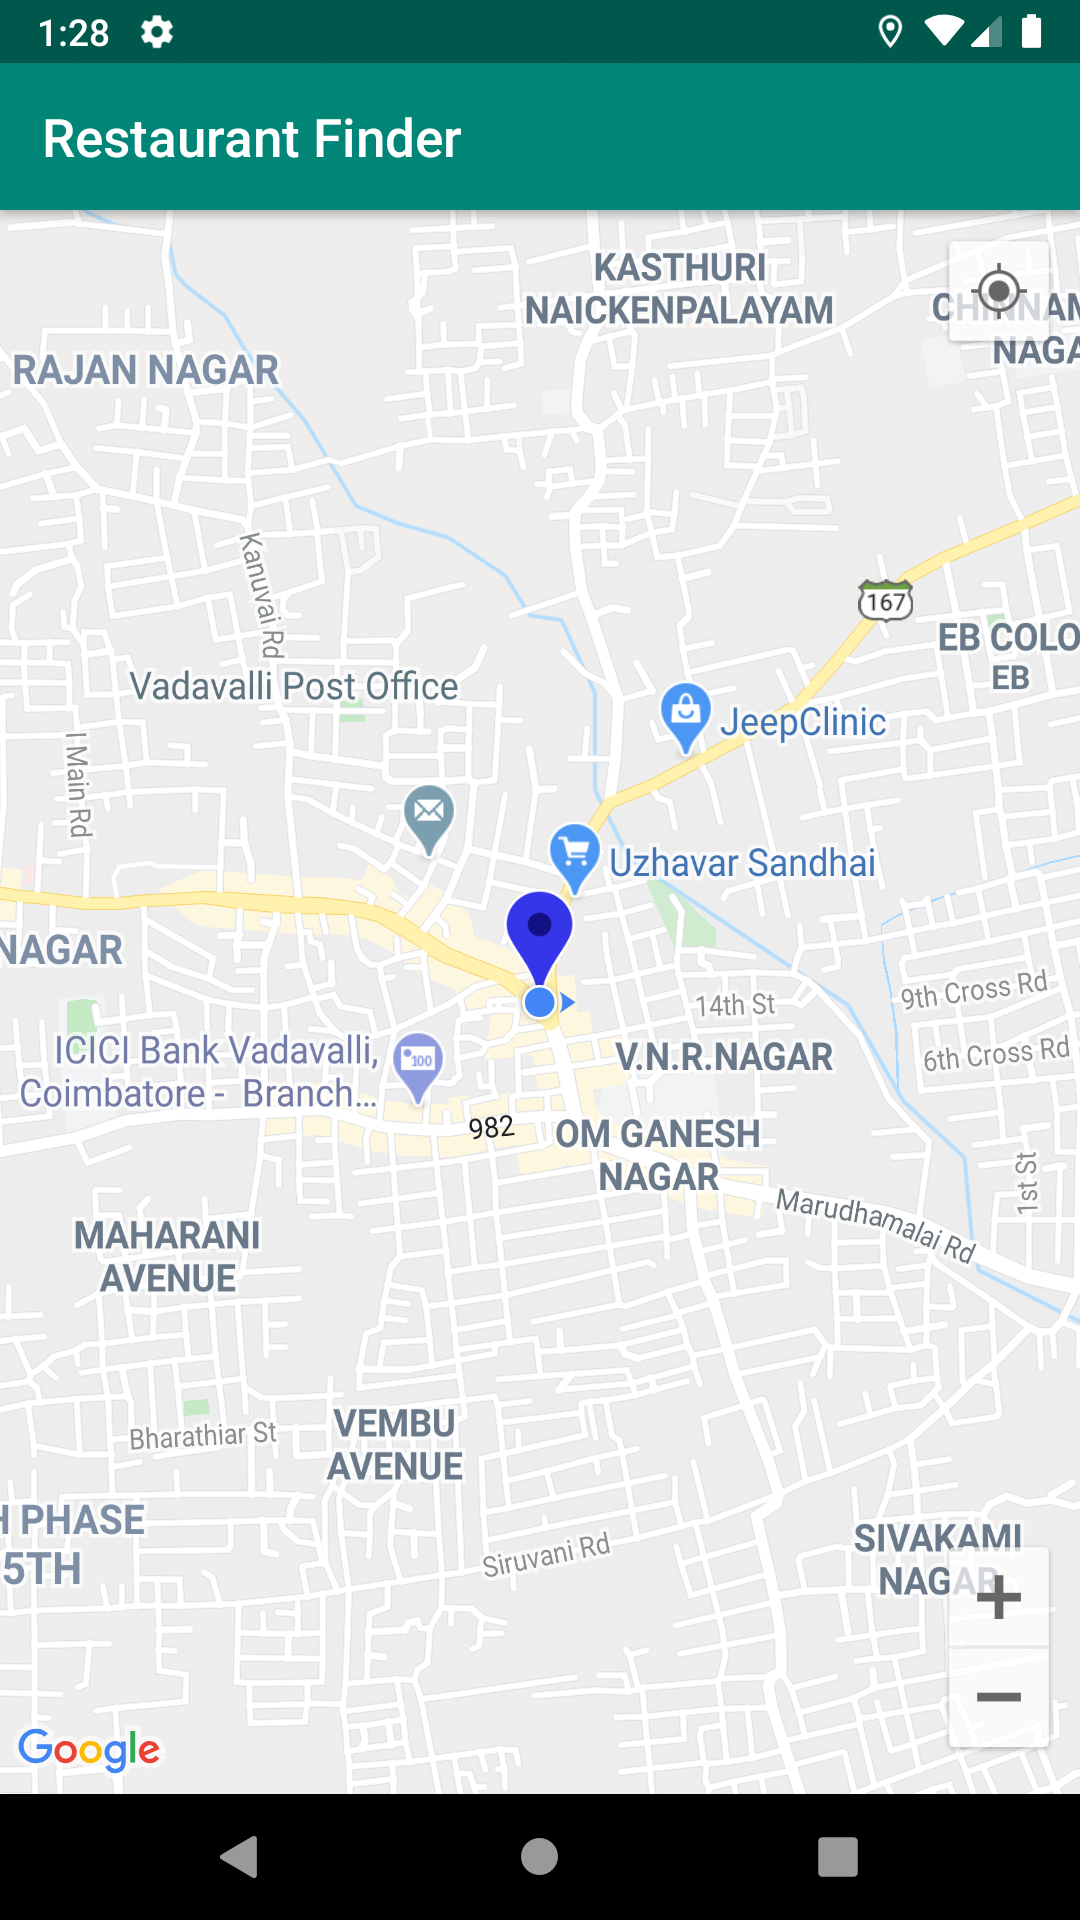 1:28
Restaurant Finder
KASTHURI
NAICKENPALAYAM
NAGA
RAJAN NAGAR
Kanuvai Rd
167
EB COLO
EB
Vadavalli Post Office
JeepClinic
I Main Rd
Uzhavar Sandhai
NAGAR
9th Cross Rd
14th St
ICICI Bank Vadavalli,
Coimbatore - Branch...
100
V.N.R.NAGAR
6th Cross Rd
982
OM GANESH
NAGAR
1st St
Marudhamalai Rd
MAHARANI
AVENUE
Bharathiar St
VEMBU
AVENUE
H PHASE
5TH
Siruvani Rd
SIVAKAMI
NAGAR
Google